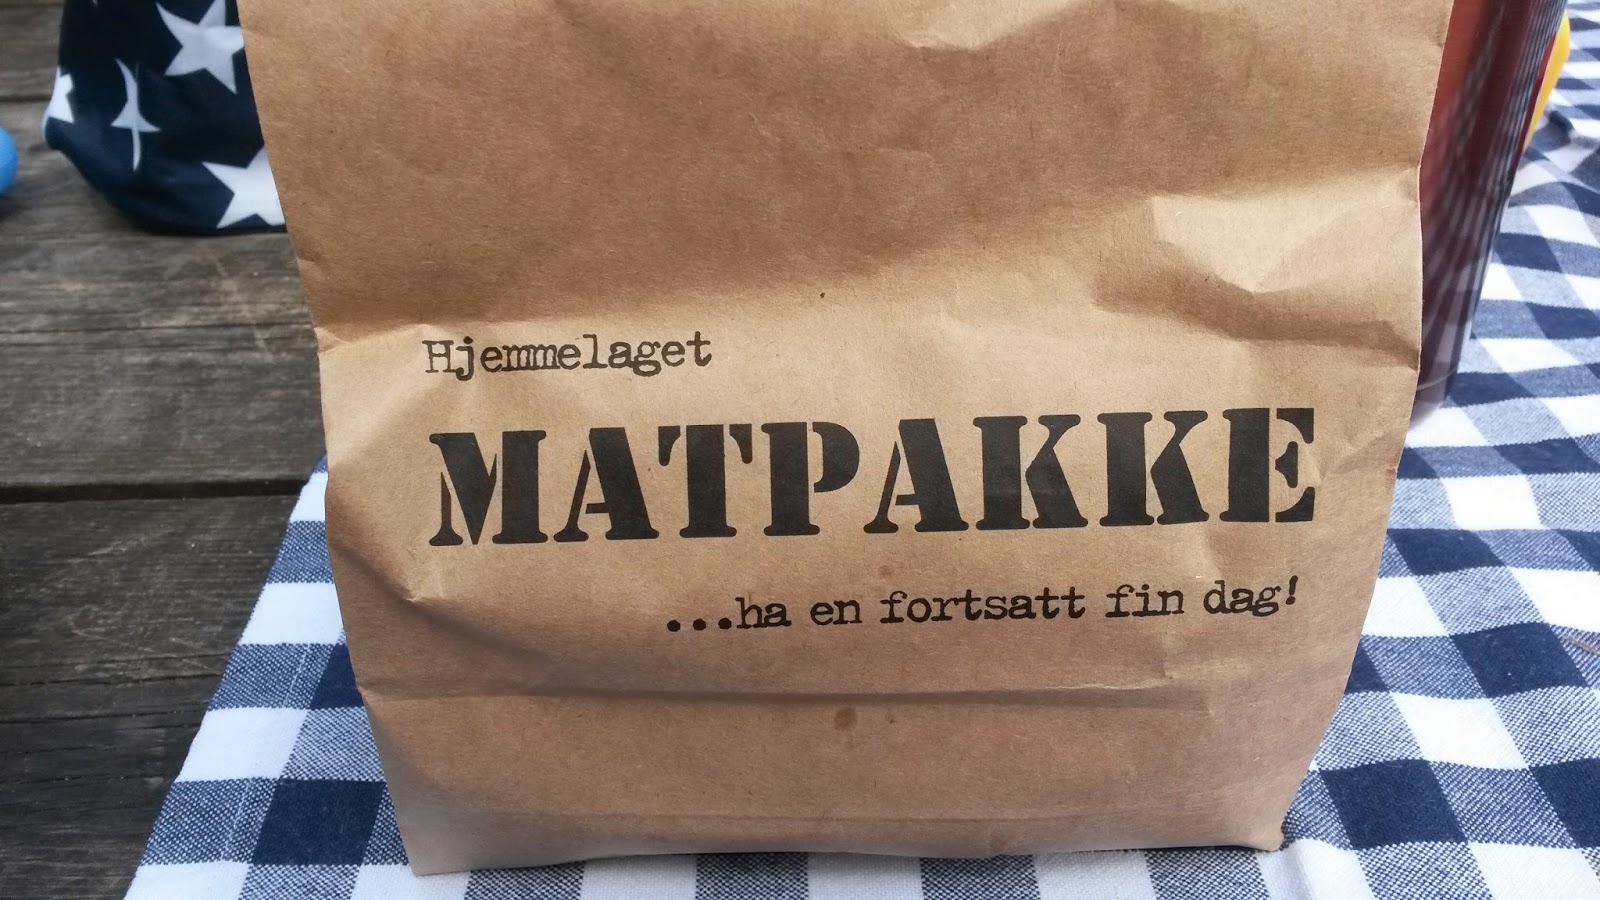 Hjemmelaget
MATPAKKE
...ha en fortsatt fin dag!